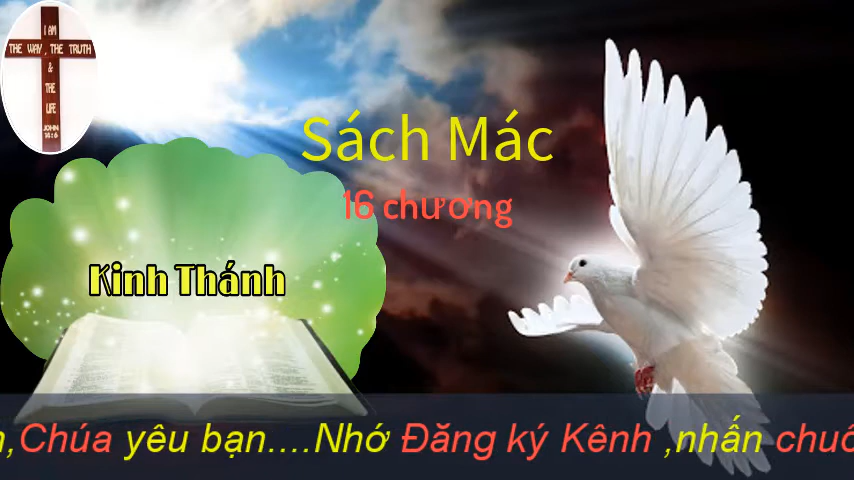 I AM
THE WAY, THE TRUTH
&
THE
LIFE
JOHN
14:6
Sách Mác
16 chương
Kinh Thánh
,Chúa yêu bạn....Nhớ Đăng ký Kênh ,nhấn